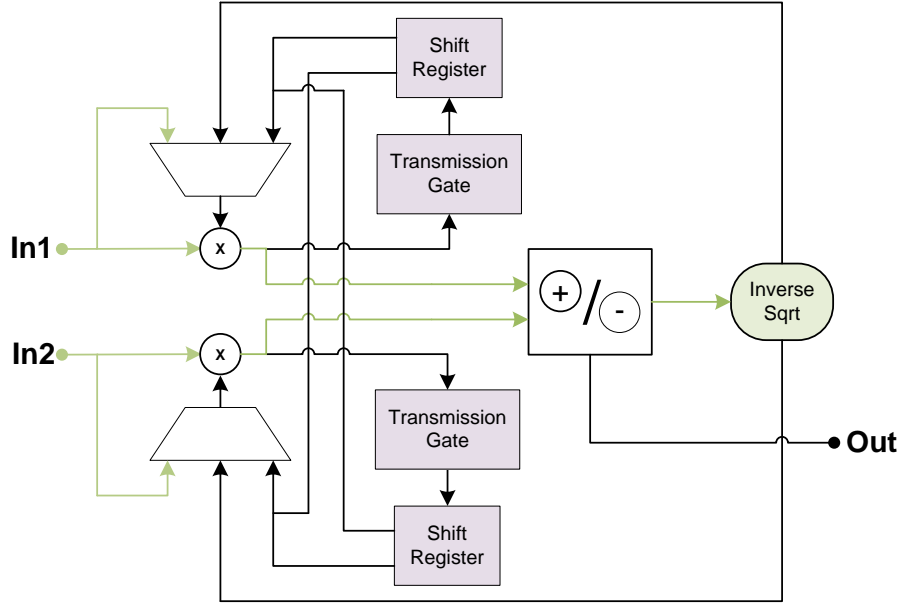 Shift
Register
Transmission
Gate
In1
x
+ / -
Inverse
Sqrt
In2
x
Transmission
Gate
Out
Shift
Register